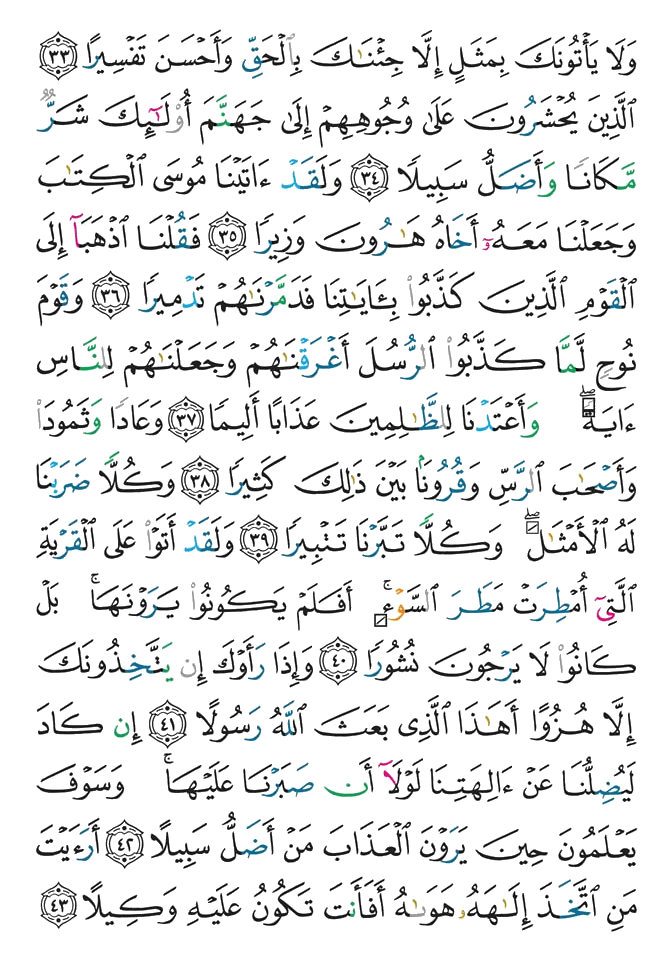 وَلَا يَأْتُونَكَ بِمَثَلٍ إِلَّا جِئْنَٰكَ بِٱلْحَقِّ وَأَحْسَنَ تَفْسِيرًا ٣٣
ٱلَّذِينَ يُحْشَرُونَ عَلَىٰ وُجُوهِهِمْ إِلَىٰ جَهَنَّمَ أُو۟لَٰٓئِكَ شَرٌّ
مَّكَانًا وَأَضَلُّ سَبِيلًا ٣٤ وَلَقَدْ ءَاتَيْنَا مُوسَى ٱلْكِتَٰبَ
وَجَعَلْنَا مَعَهُۥٓ أَخَاهُ هَٰرُونَ وَزِيرًا ٣٥ فَقُلْنَا ٱذْهَبَآ إِلَى
ٱلْقَوْمِ ٱلَّذِينَ كَذَّبُوا۟ بِـَٔايَٰتِنَا فَدَمَّرْنَٰهُمْ تَدْمِيرًا ٣٦ وَقَوْمَ
نُوحٍ لَّمَّا كَذَّبُوا۟ ٱلرُّسُلَ أَغْرَقْنَٰهُمْ وَجَعَلْنَٰهُمْ لِلنَّاسِ
ءَايَةً ۖ وَأَعْتَدْنَا لِلظَّٰلِمِينَ عَذَابًا أَلِيمًا ٣٧ وَعَادًا وَثَمُودَا۟
وَأَصْحَٰبَ ٱلرَّسِّ وَقُرُونًۢا بَيْنَ ذَٰلِكَ كَثِيرًا ٣٨ وَكُلًّا ضَرَبْنَا
لَهُ ٱلْأَمْثَٰلَ ۖ وَكُلًّا تَبَّرْنَا تَتْبِيرًا ٣٩ وَلَقَدْ أَتَوْا۟ عَلَى ٱلْقَرْيَةِ
ٱلَّتِىٓ أُمْطِرَتْ مَطَرَ ٱلسَّوْءِ ۚ أَفَلَمْ يَكُونُوا۟ يَرَوْنَهَا ۚ بَلْ
كَانُوا۟ لَا يَرْجُونَ نُشُورًا ٤٠ وَإِذَا رَأَوْكَ إِن يَتَّخِذُونَكَ
إِلَّا هُزُوًا أَهَٰذَا ٱلَّذِى بَعَثَ ٱللَّهُ رَسُولًا ٤١ إِن كَادَ
لَيُضِلُّنَا عَنْ ءَالِهَتِنَا لَوْلَآ أَن صَبَرْنَا عَلَيْهَا ۚ وَسَوْفَ
يَعْلَمُونَ حِينَ يَرَوْنَ ٱلْعَذَابَ مَنْ أَضَلُّ سَبِيلًا ٤٢ أَرَءَيْتَ
مَنِ ٱتَّخَذَ إِلَٰهَهُۥ هَوَىٰهُ أَفَأَنتَ تَكُونُ عَلَيْهِ وَكِيلًا ٤٣